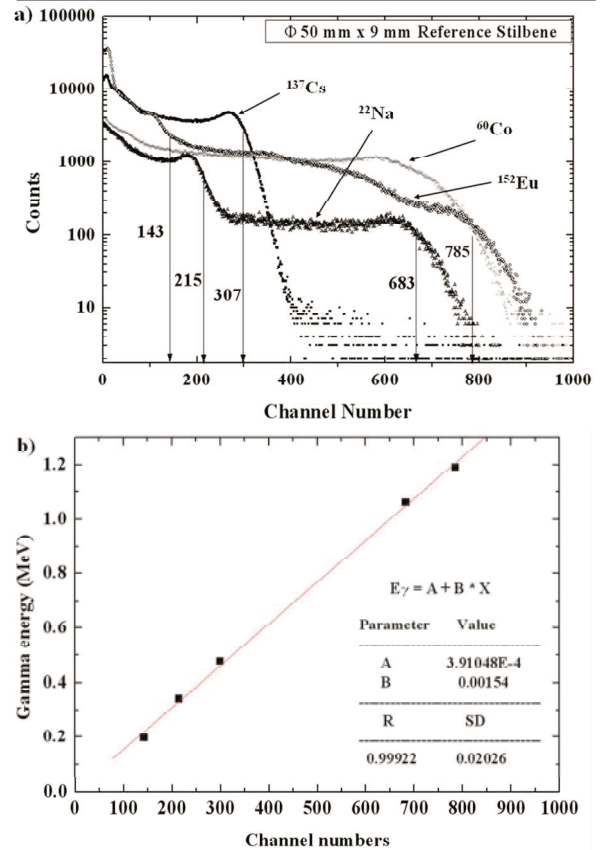 a)
Φ 50 mm x 9 mm Reference Stilbene
100000
10000
1000
100
10
Counts
137Cs
22Na
60Co
152Eu
143
215
307
683
785
0 200 400 600 800 1000
Channel Number
b)
1.2
1.0
0.8
0.6
0.4
0.2
0.0
Gamma energy (MeV)
Eγ = A + B * X
Parameter Value
A 3.91048E-4
B 0.00154
R SD
0.99922 0.02026
0 100 200 300 400 500 600 700 800 900 1000
Channel numbers